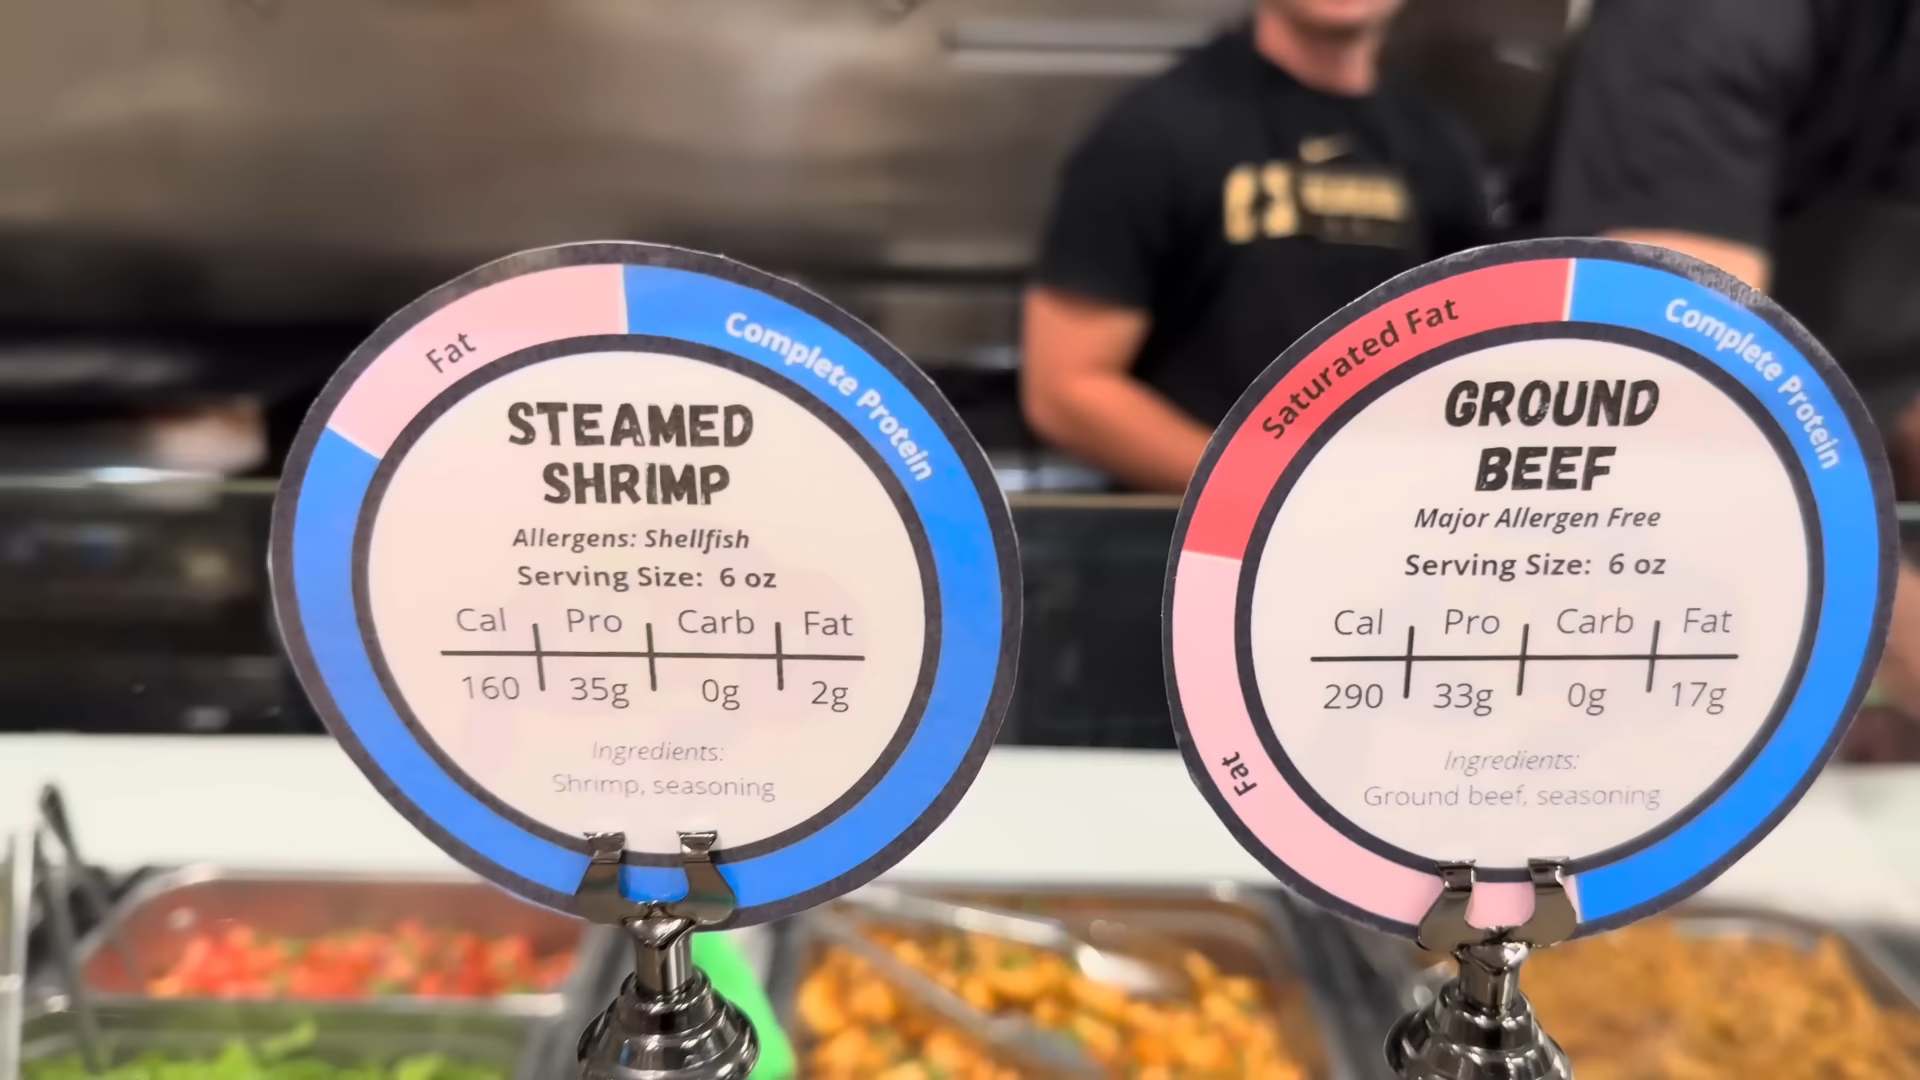 Fat
Complete Protein
STEAMED
SHRIMP
Allergens: Shellfish
Serving Size: 6 oz
Cal Pro Carb Fat
160 35g 0g 2g
Ingredients:
Shrimp, seasoning
Saturated Fat
Complete Protein
Fat
GROUND
BEEF
Major Allergen Free
Serving Size: 6 oz
Cal Pro Carb Fat
290 33g 0g 17g
Ingredients:
Ground beef, seasoning